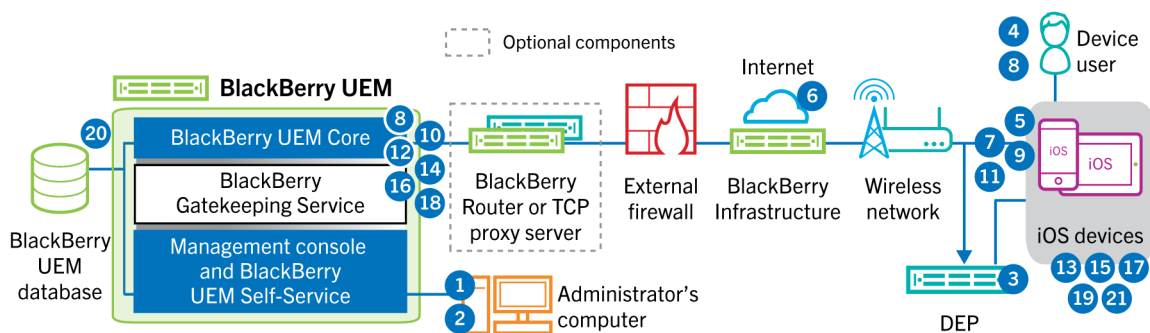 Optional components
BlackBerry UEM
Internet
4
Device
8
user
6
20
BlackBerry UEM Core
8
10
12
5
7
iOS
iOS
9
11
BlackBerry
Gatekeeping Service
14
16
18
BlackBerry
Router or TCP
proxy server
External
firewall
BlackBerry
Infrastructure
Wireless
network
BlackBerry
UEM
database
Management console
and BlackBerry
UEM Self-Service
iOS devices
13 15 17
19 21
1
2
Administrator’s
computer
3
DEP